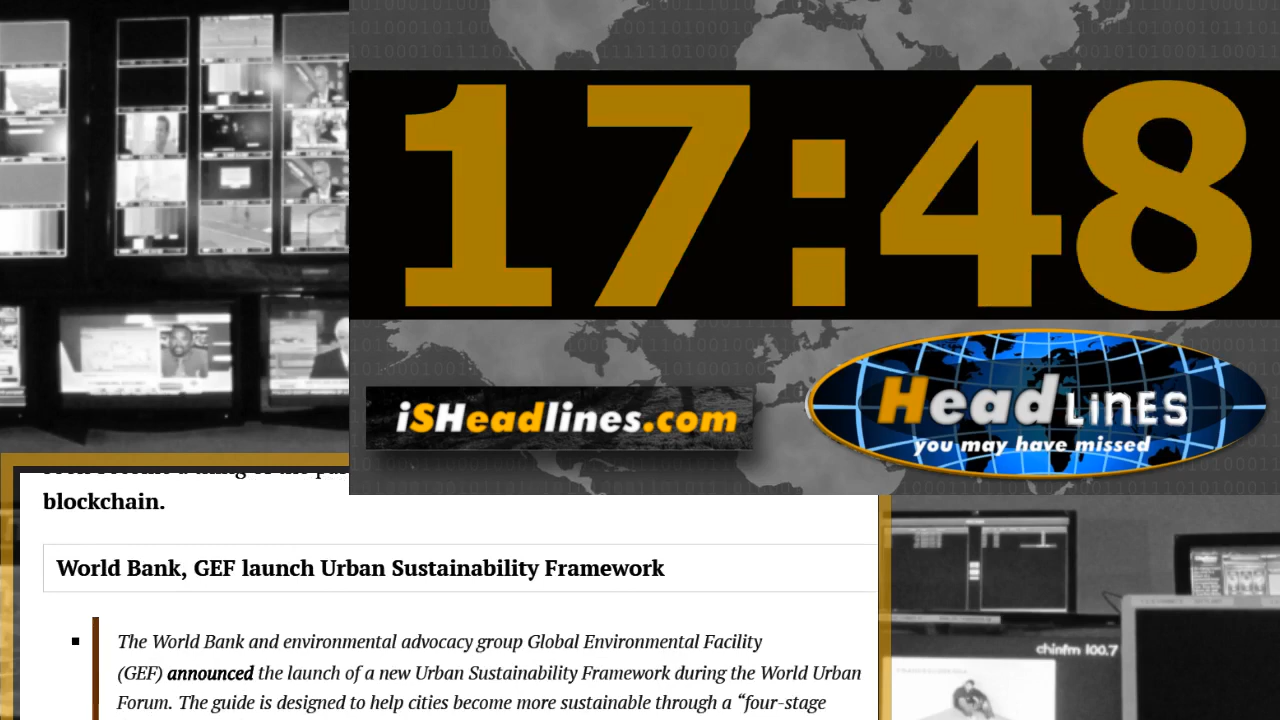 17:48
iSHeadlines.com
HeadLiNES
you may have missed
blockchain.
World Bank, GEF launch Urban Sustainability Framework
▪ The World Bank and environmental advocacy group Global Environmental Facility
(GEF) announced the launch of a new Urban Sustainability Framework during the World Urban
Forum. The guide is designed to help cities become more sustainable through a “four-stage
chinfm 100.7